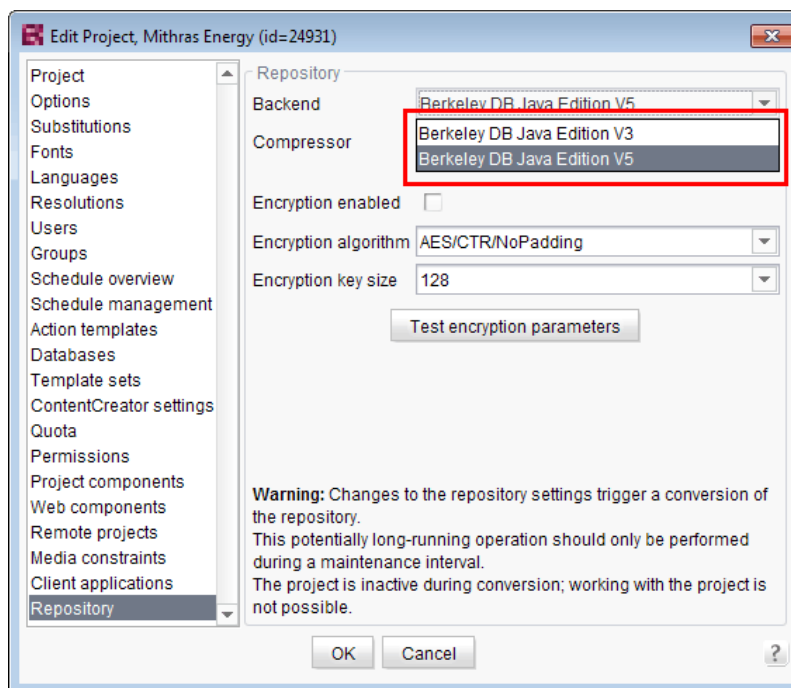 Edit Project, Mithras Energy (id=24931)
Project
Options
Substitutions
Fonts
Languages
Resolutions
Users
Groups
Schedule overview
Schedule management
Action templates
Databases
Template sets
ContentCreator settings
Quota
Permissions
Project components
Web components
Remote projects
Media constraints
Client applications
Repository
Repository
Backend Berkeley DB Java Edition V5
Berkeley DB Java Edition V3
Compressor
Berkeley DB Java Edition V5
Encryption enabled
Encryption algorithm AES/CTR/NoPadding
Encryption key size 128
Test encryption parameters
Warning: Changes to the repository settings trigger a conversion of
the repository.
This potentially long-running operation should only be performed
during a maintenance interval.
The project is inactive during conversion; working with the project is
not possible.
OK Cancel ?